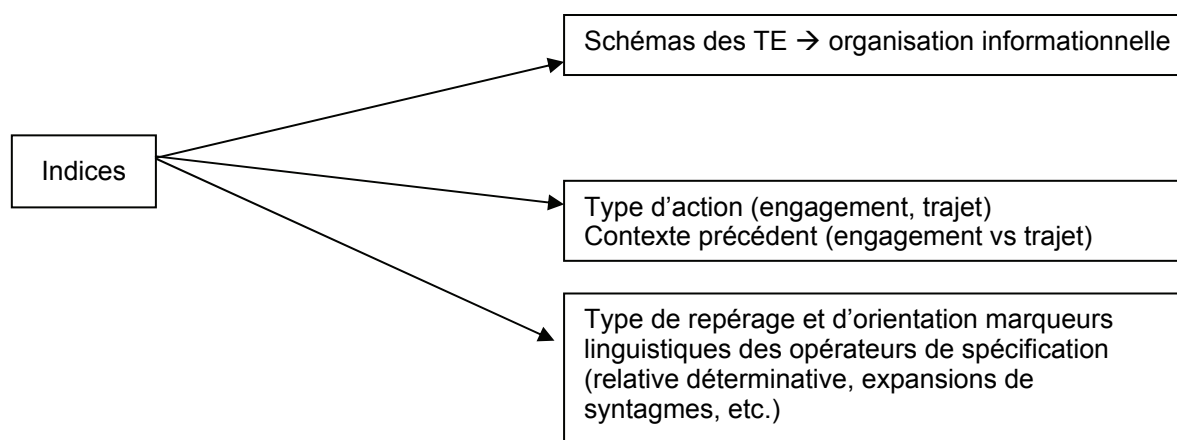 Schémas des TE → organisation informationnelle
Indices
Type d’action (engagement, trajet)
Contexte précédent (engagement vs trajet)
Type de repérage et d’orientation marqueurs
linguistiques des opérateurs de spécification
(relative déterminative, expansions de
syntagmes, etc.)